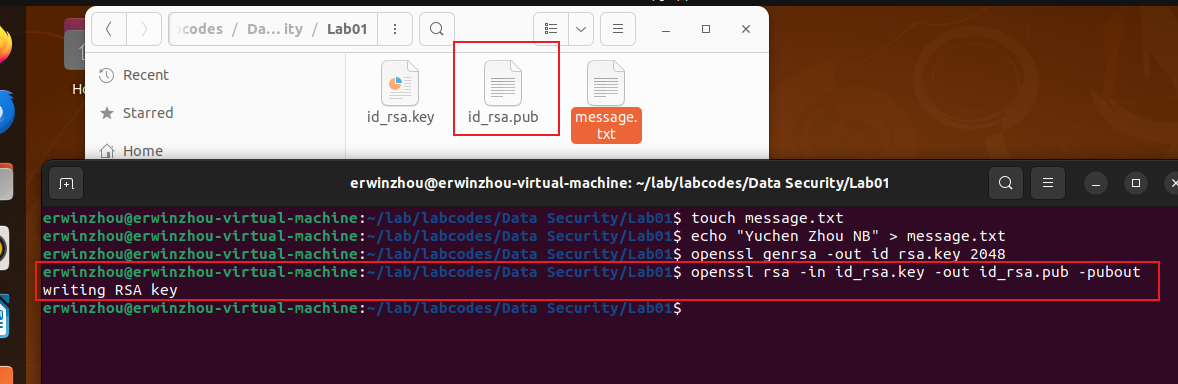 ocodes / Da... ity / Lab01
Recent
Starred
Home
Ho
id_rsa.key
id_rsa.pub
message.
txt
erwinzhou@erwinzhou-virtual-machine: ~/lab/labcodes/Data Security/Lab01
erwinzhou@erwinzhou-virtual-machine:~/lab/labcodes/Data Security/Lab01$ touch message.txt
erwinzhou@erwinzhou-virtual-machine:~/lab/labcodes/Data Security/Lab01$ echo "Yuchen Zhou NB" > message.txt
erwinzhou@erwinzhou-virtual-machine:~/lab/labcodes/Data Security/Lab01$ openssl genrsa -out id_rsa.key 2048
erwinzhou@erwinzhou-virtual-machine:~/lab/labcodes/Data Security/Lab01$ openssl rsa -in id_rsa.key -out id_rsa.pub -pubout
writing RSA key
erwinzhou@erwinzhou-virtual-machine:~/lab/labcodes/Data Security/Lab01$